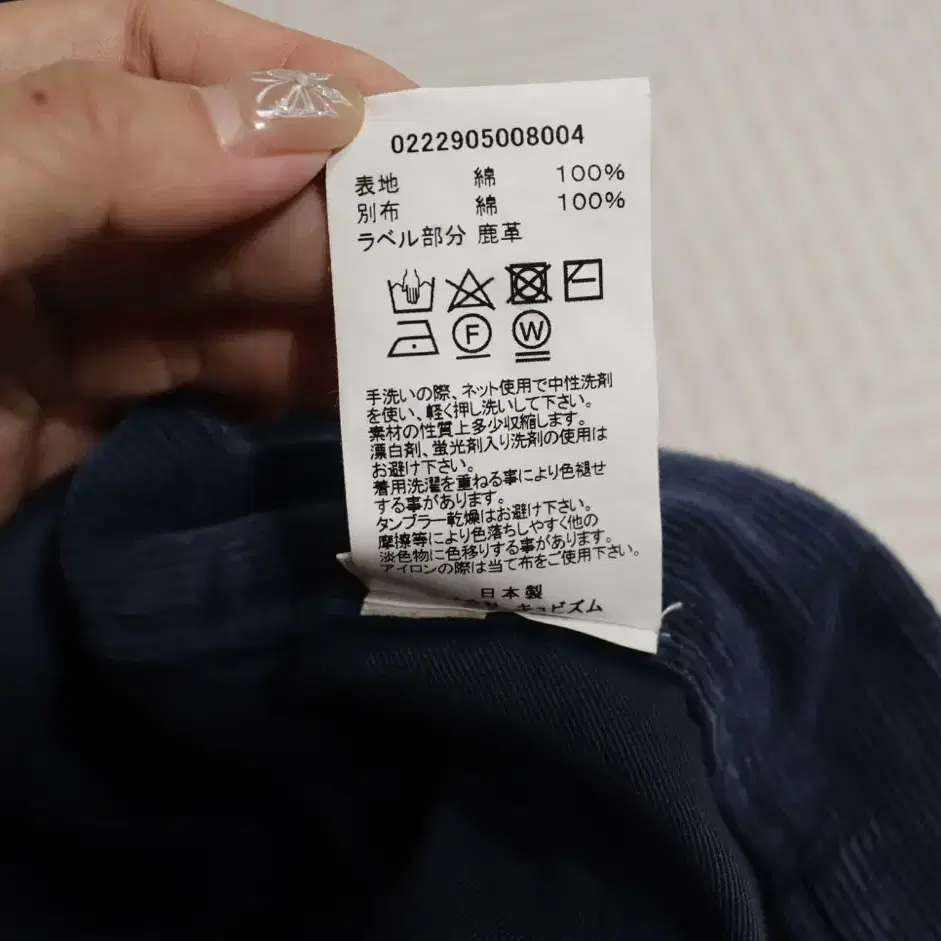 0222905008004
表地 綿 100%
別布 綿 100%
ラベル部分 鹿革
F W
手洗いの際、ネット使用で中性洗剤
を使い、軽く押し洗いして下さい。
素材の性質上多少収縮します。
漂白剤、蛍光剤入り洗剤の使用は
お避け下さい。
着用洗濯を重ねる事により色褪せ
する事があります。
タンブラー乾燥はお避け下さい。
摩擦等により色落ちしやすく他の
淡色物に色移りする事があります。
アイロンの際は当て布をご使用下さい。
日本製
キュビズム